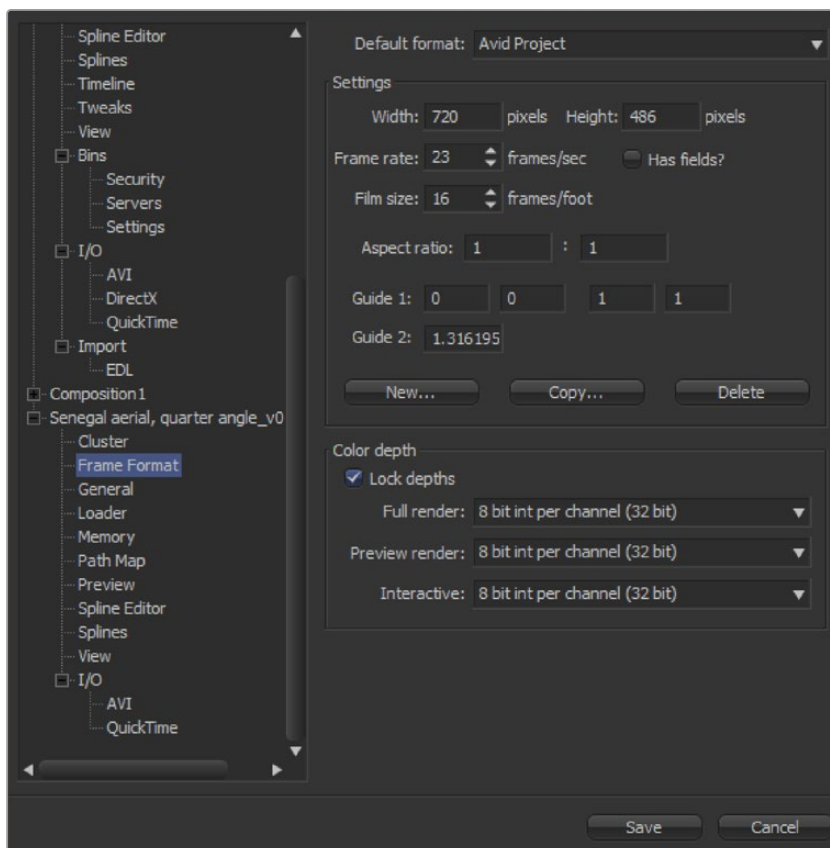 Spline Editor
Splines
Timeline
Tweaks
View
Bins
Security
Servers
Settings
I/O
AVI
DirectX
QuickTime
Import
EDL
Composition1
Senegal aerial, quarter angle_v0
Cluster
Frame Format
General
Loader
Memory
Path Map
Preview
Spline Editor
Splines
View
I/O
AVI
QuickTime
Default format: Avid Project
Settings
Width: 720 pixels Height: 486 pixels
Frame rate: 23 frames/sec Has fields?
Film size: 16 frames/foot
Aspect ratio: 1 : 1
Guide 1: 0 0 1 1
Guide 2: 1.316195
New... Copy... Delete
Color depth
Lock depths
Full render: 8 bit int per channel (32 bit)
Preview render: 8 bit int per channel (32 bit)
Interactive: 8 bit int per channel (32 bit)
Save Cancel